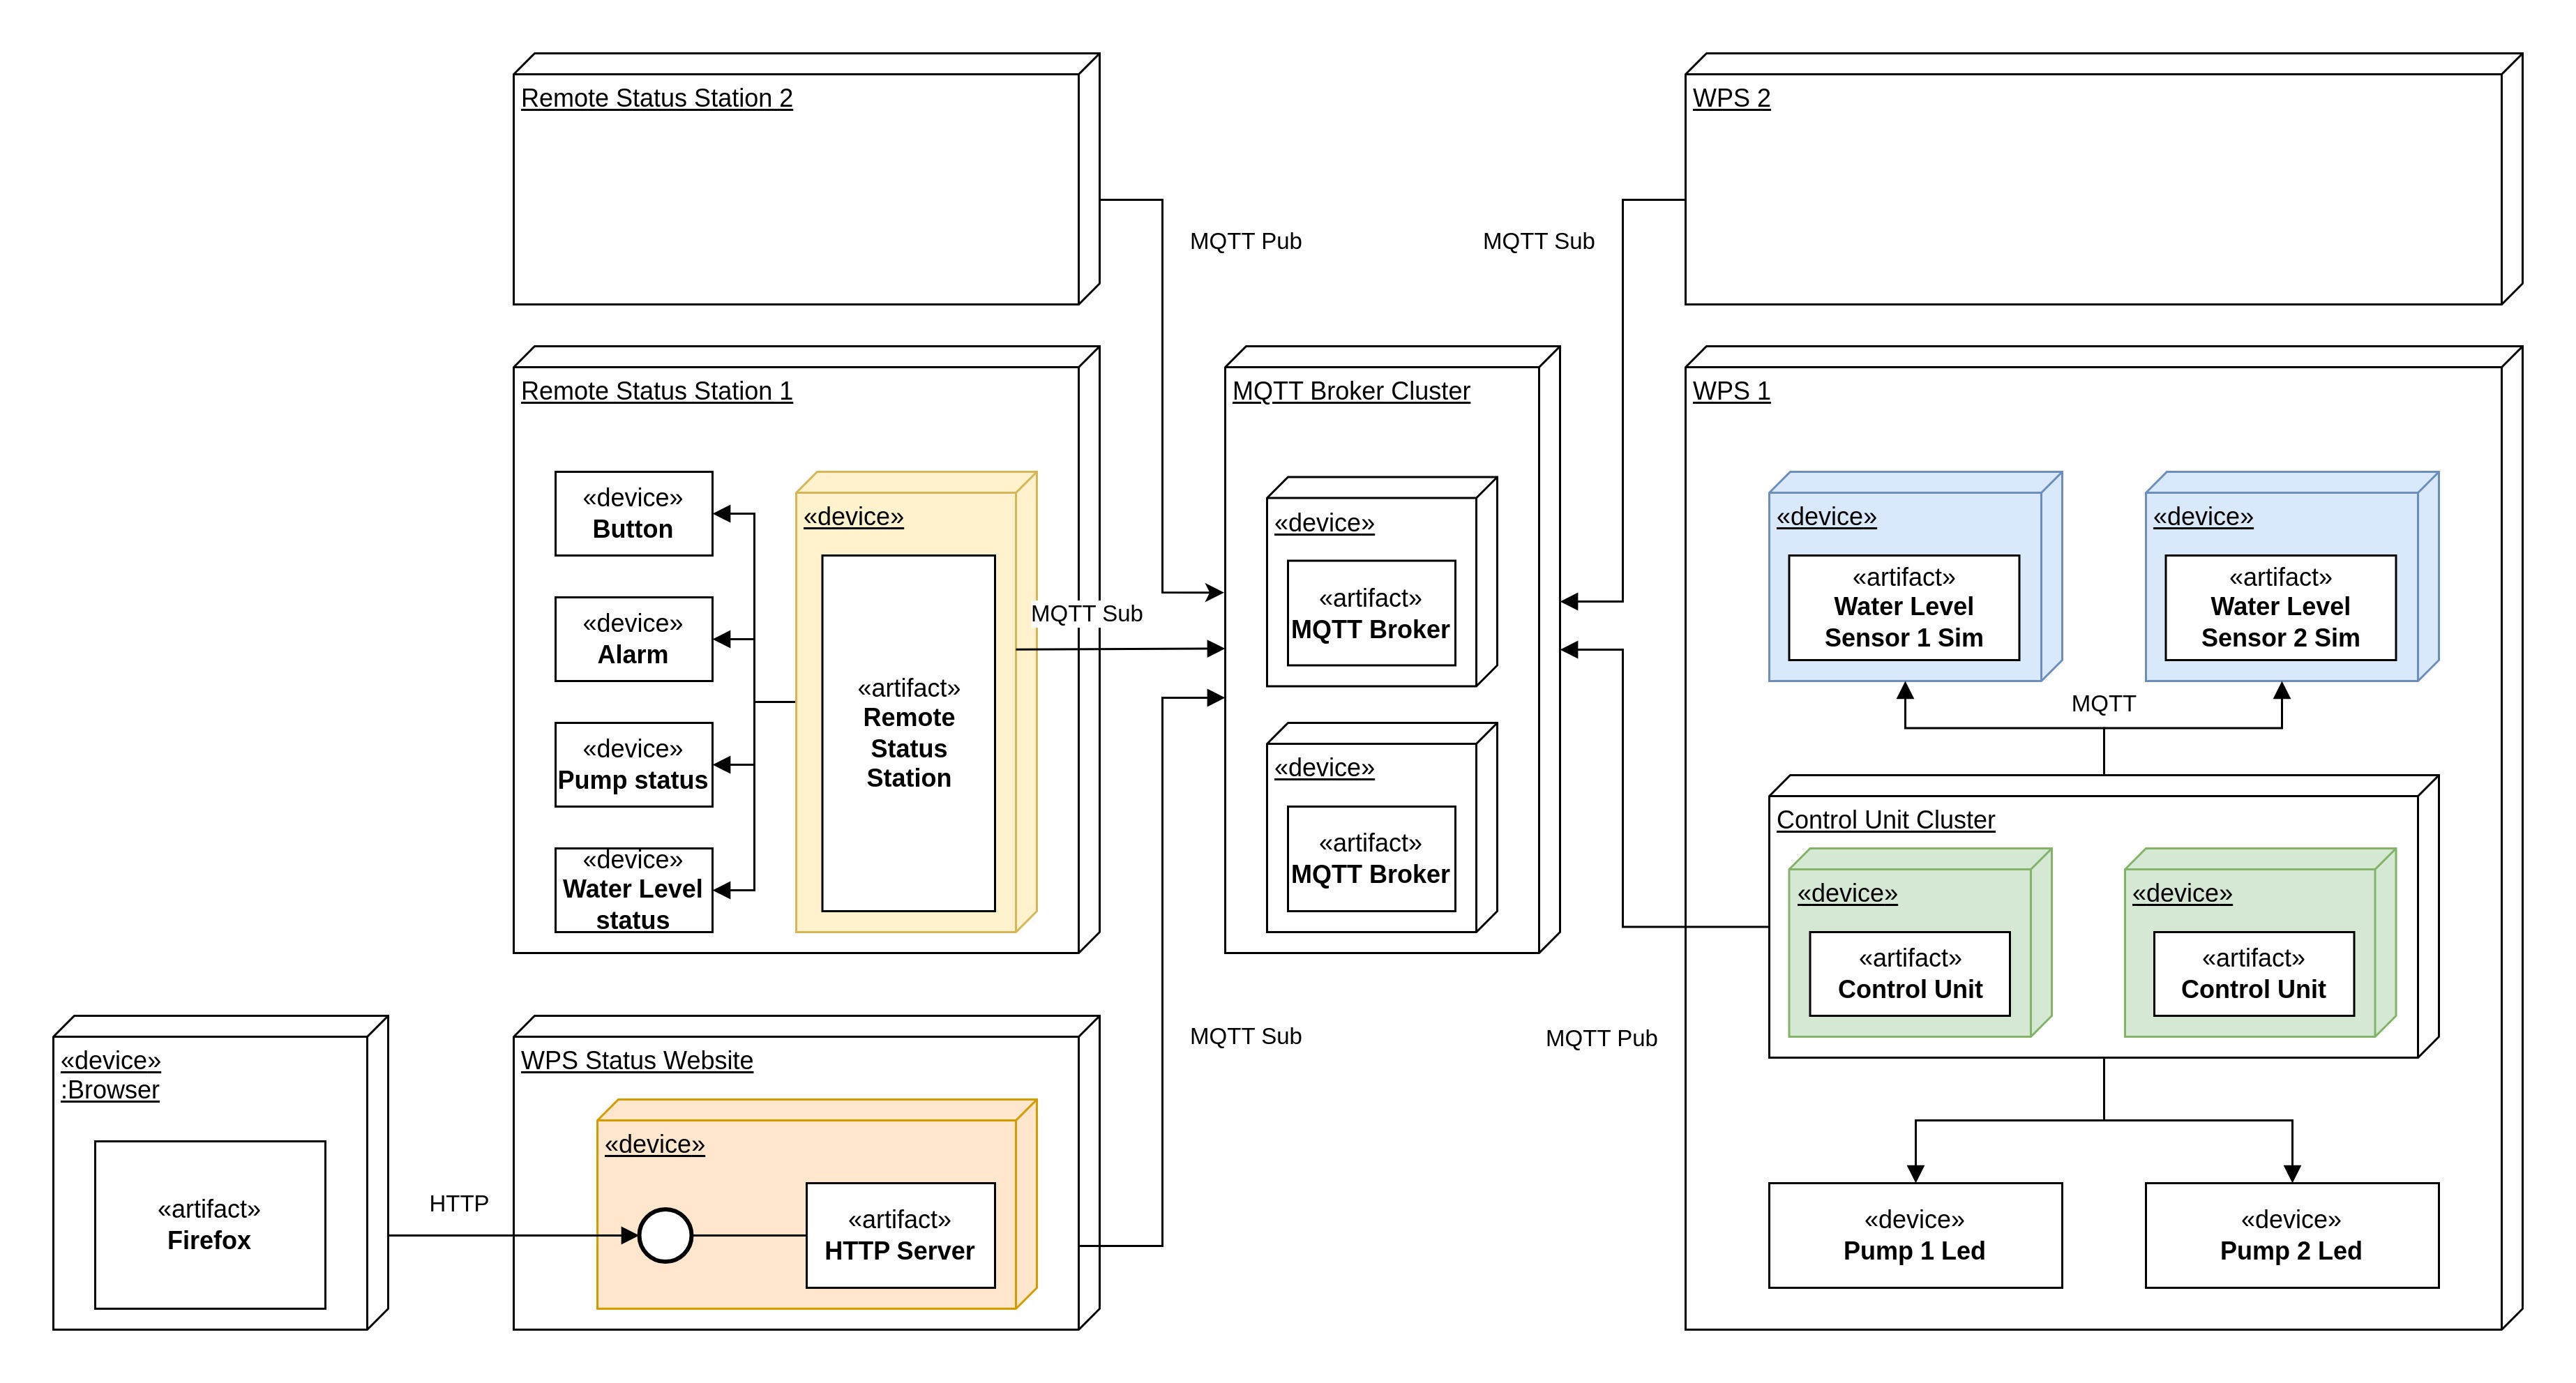 Remote Status Station 2
WPS 2
MQTT Pub
MQTT Sub
Remote Status Station 1
«device»
Button
«device»
Alarm
«device»
Pump status
«device»
Water Level
status
«device»
«artifact»
Remote
Status
Station
MQTT Sub
MQTT Broker Cluster
«device»
«artifact»
MQTT Broker
«device»
«artifact»
MQTT Broker
WPS 1
«device»
«artifact»
Water Level
Sensor 1 Sim
«device»
«artifact»
Water Level
Sensor 2 Sim
MQTT
Control Unit Cluster
«device»
«artifact»
Control Unit
«device»
«artifact»
Control Unit
«device»
Pump 1 Led
«device»
Pump 2 Led
MQTT Sub
MQTT Pub
«device»
:Browser
«artifact»
Firefox
HTTP
WPS Status Website
«device»
«artifact»
HTTP Server